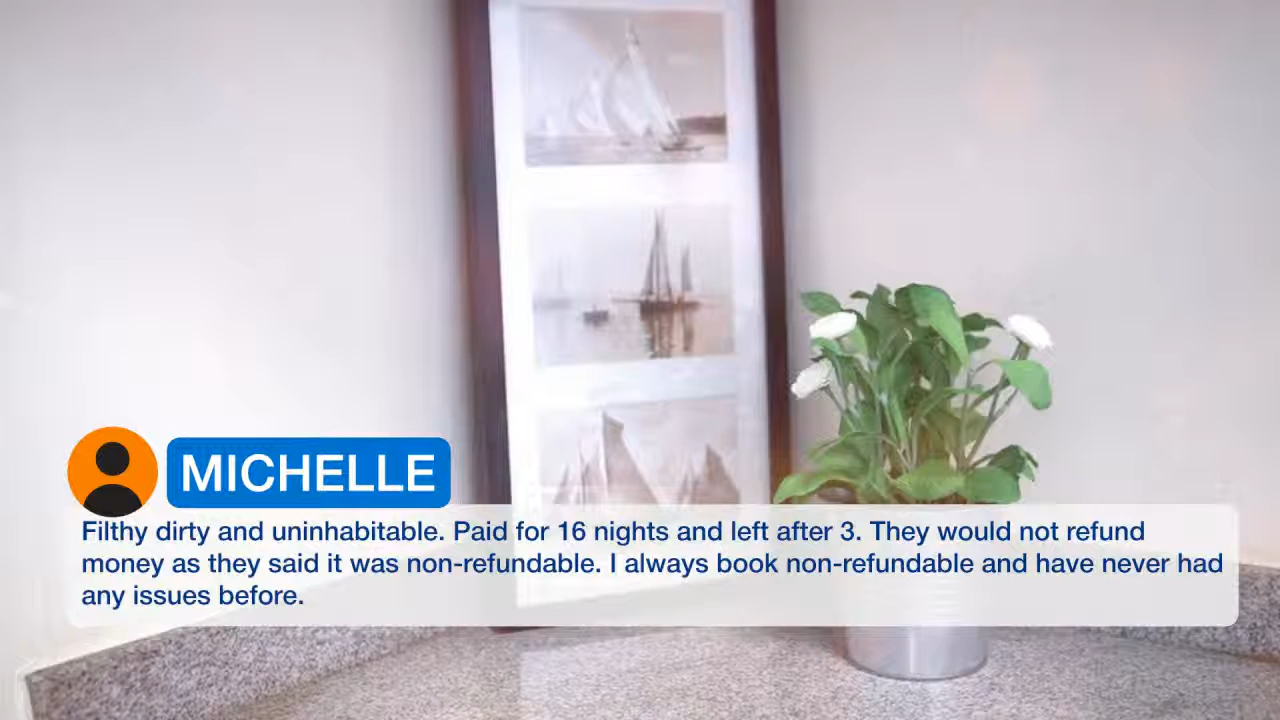 MICHELLE
Filthy dirty and uninhabitable. Paid for 16 nights and left after 3. They would not refund
money as they said it was non-refundable. I always book non-refundable and have never had
any issues before.